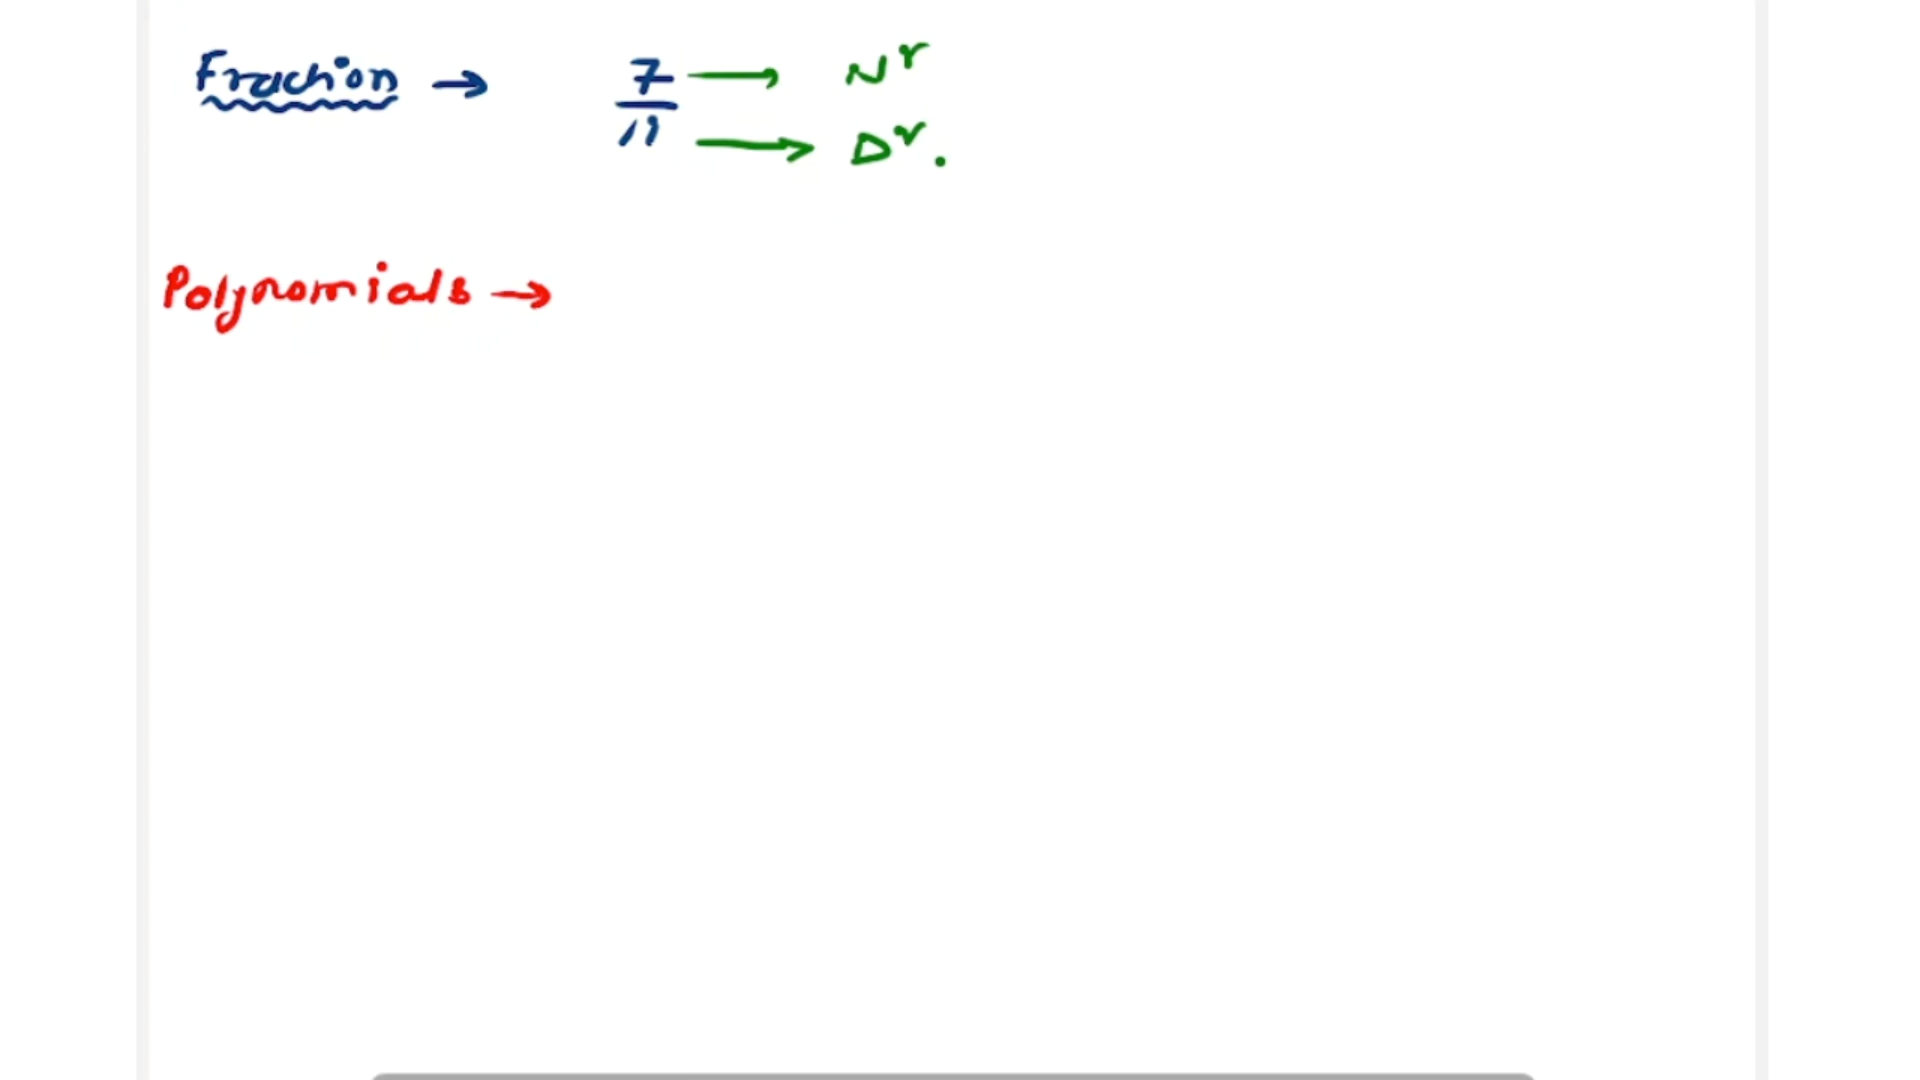 Fraction → 7/11 → Nʳ
→ Dʳ.
Polynomials →